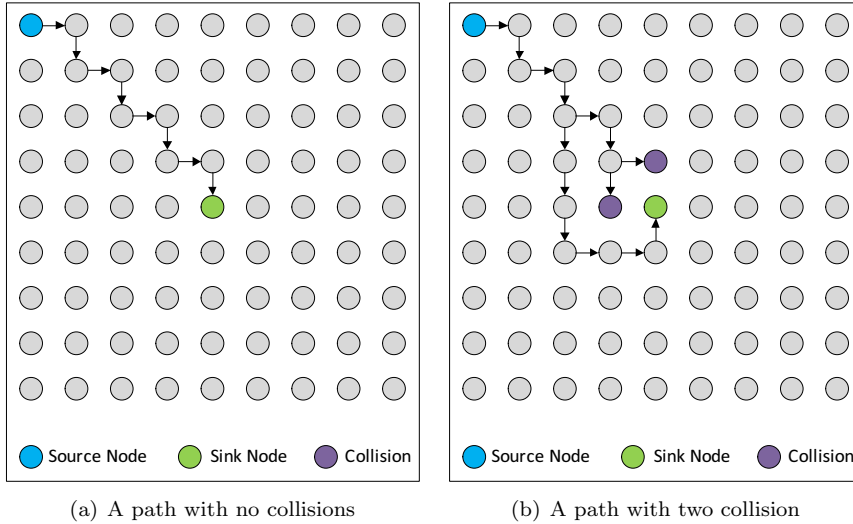 Source Node Sink Node Collision
Source Node Sink Node Collision
(a) A path with no collisions
(b) A path with two collision